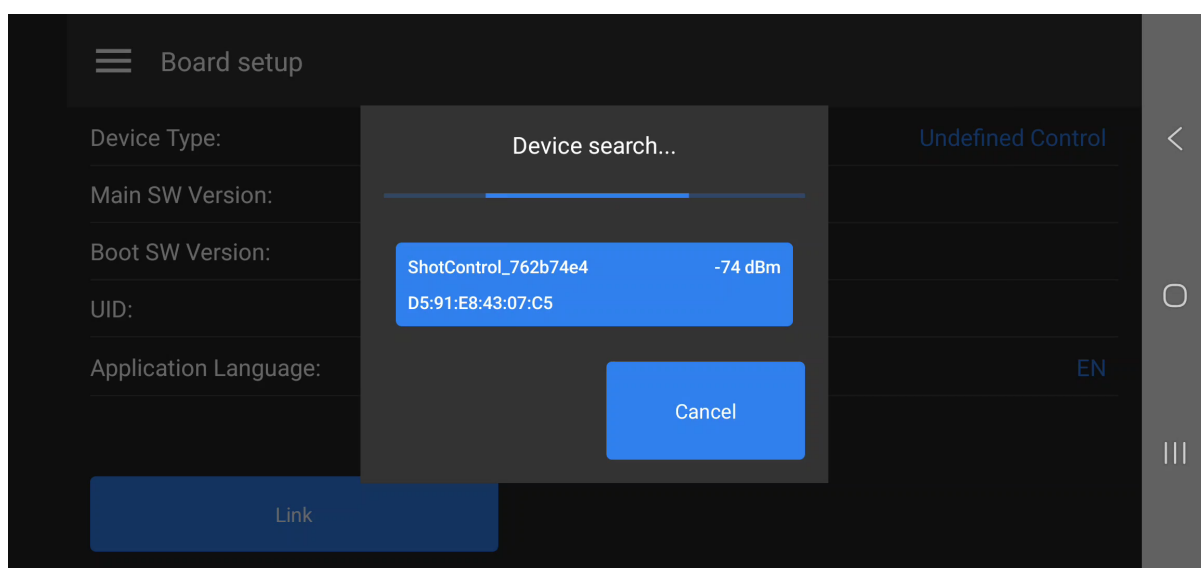 Board setup
Device Type: Undefined Control
Main SW Version:
Boot SW Version:
UID:
Application Language: EN
Link
Device search...
ShotControl_762b74e4 -74 dBm
D5:91:E8:43:07:C5
Cancel